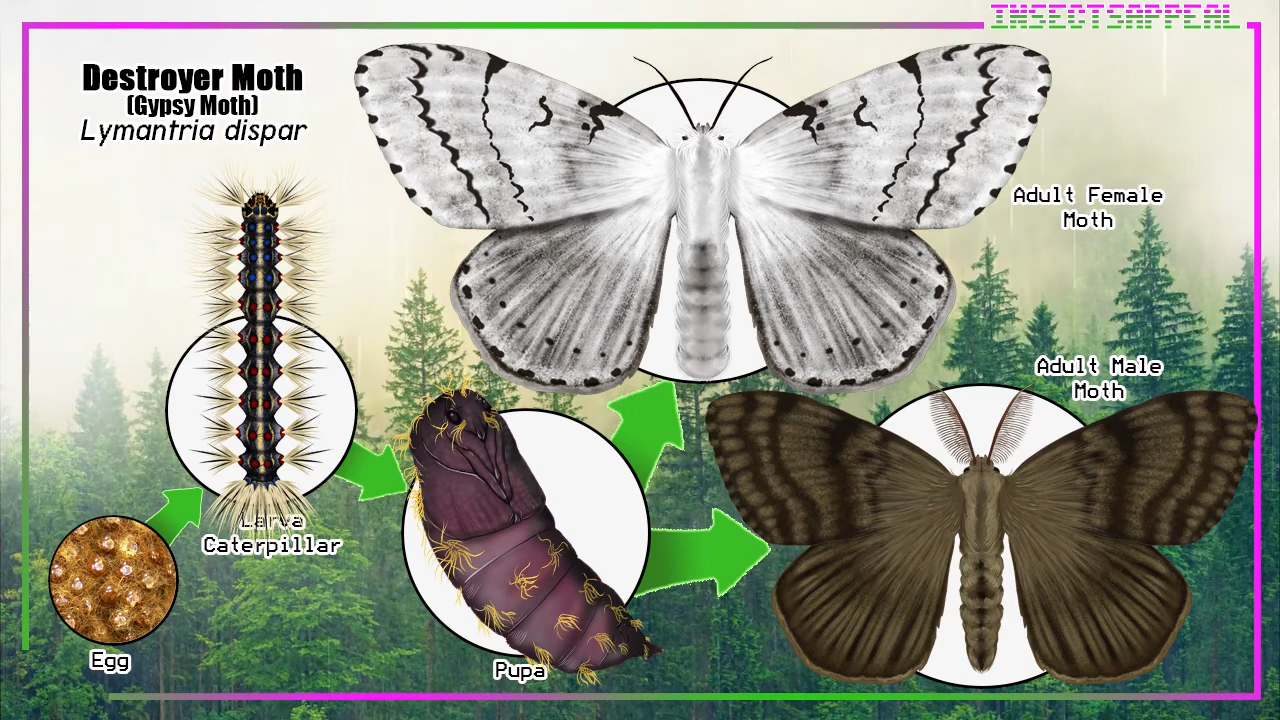 INSECTSAPPEAL
Destroyer Moth
(Gypsy Moth)
Lymantria dispar
Adult Female
Moth
Adult Male
Moth
Larva
Caterpillar
Egg
Pupa